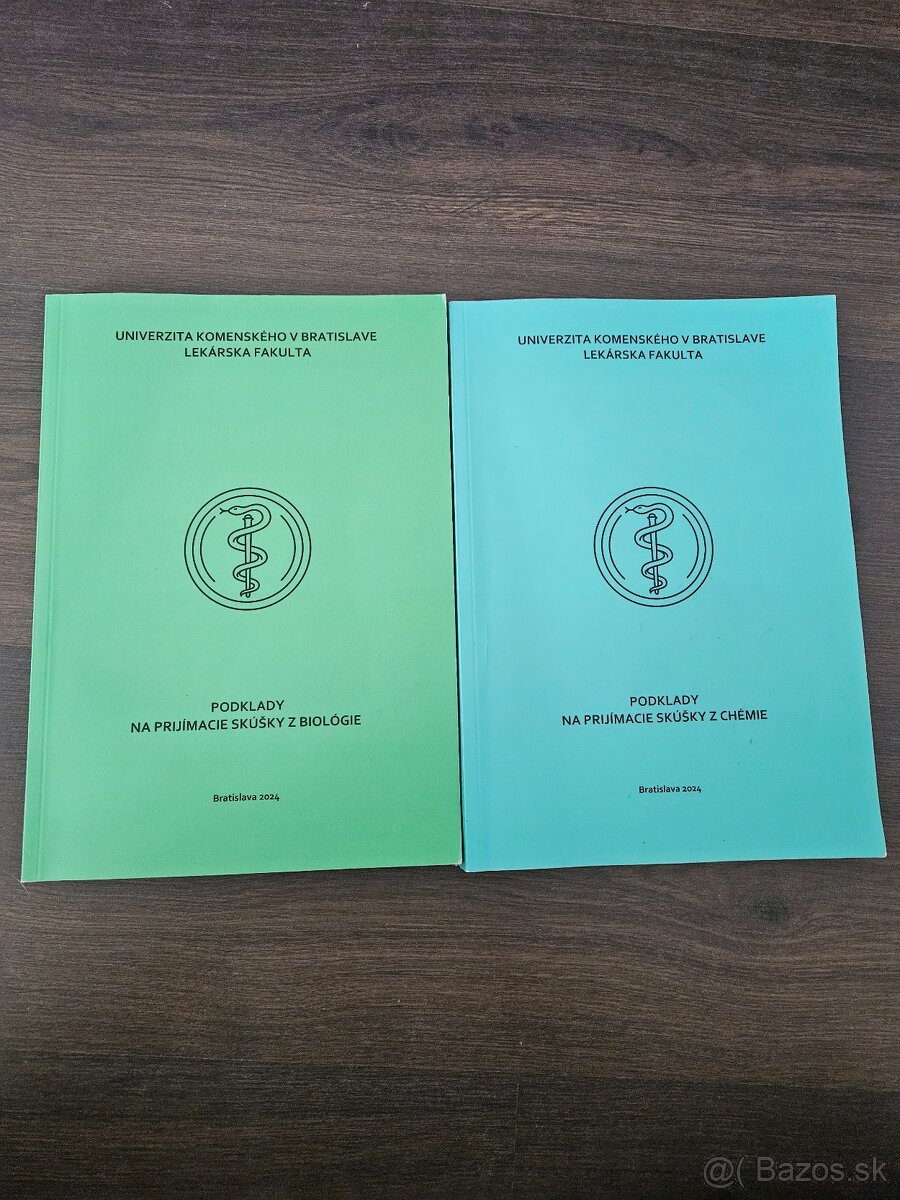 UNIVERZITA KOMENSKÉHO V BRATISLAVE
LEKÁRSKA FAKULTA
PODKLADY
NA PRIJÍMACIE SKÚŠKY Z BIOLÓGIE
Bratislava 2024
UNIVERZITA KOMENSKÉHO V BRATISLAVE
LEKÁRSKA FAKULTA
PODKLADY
NA PRIJÍMACIE SKÚŠKY Z CHÉMIE
Bratislava 2024
@( Bazos.sk